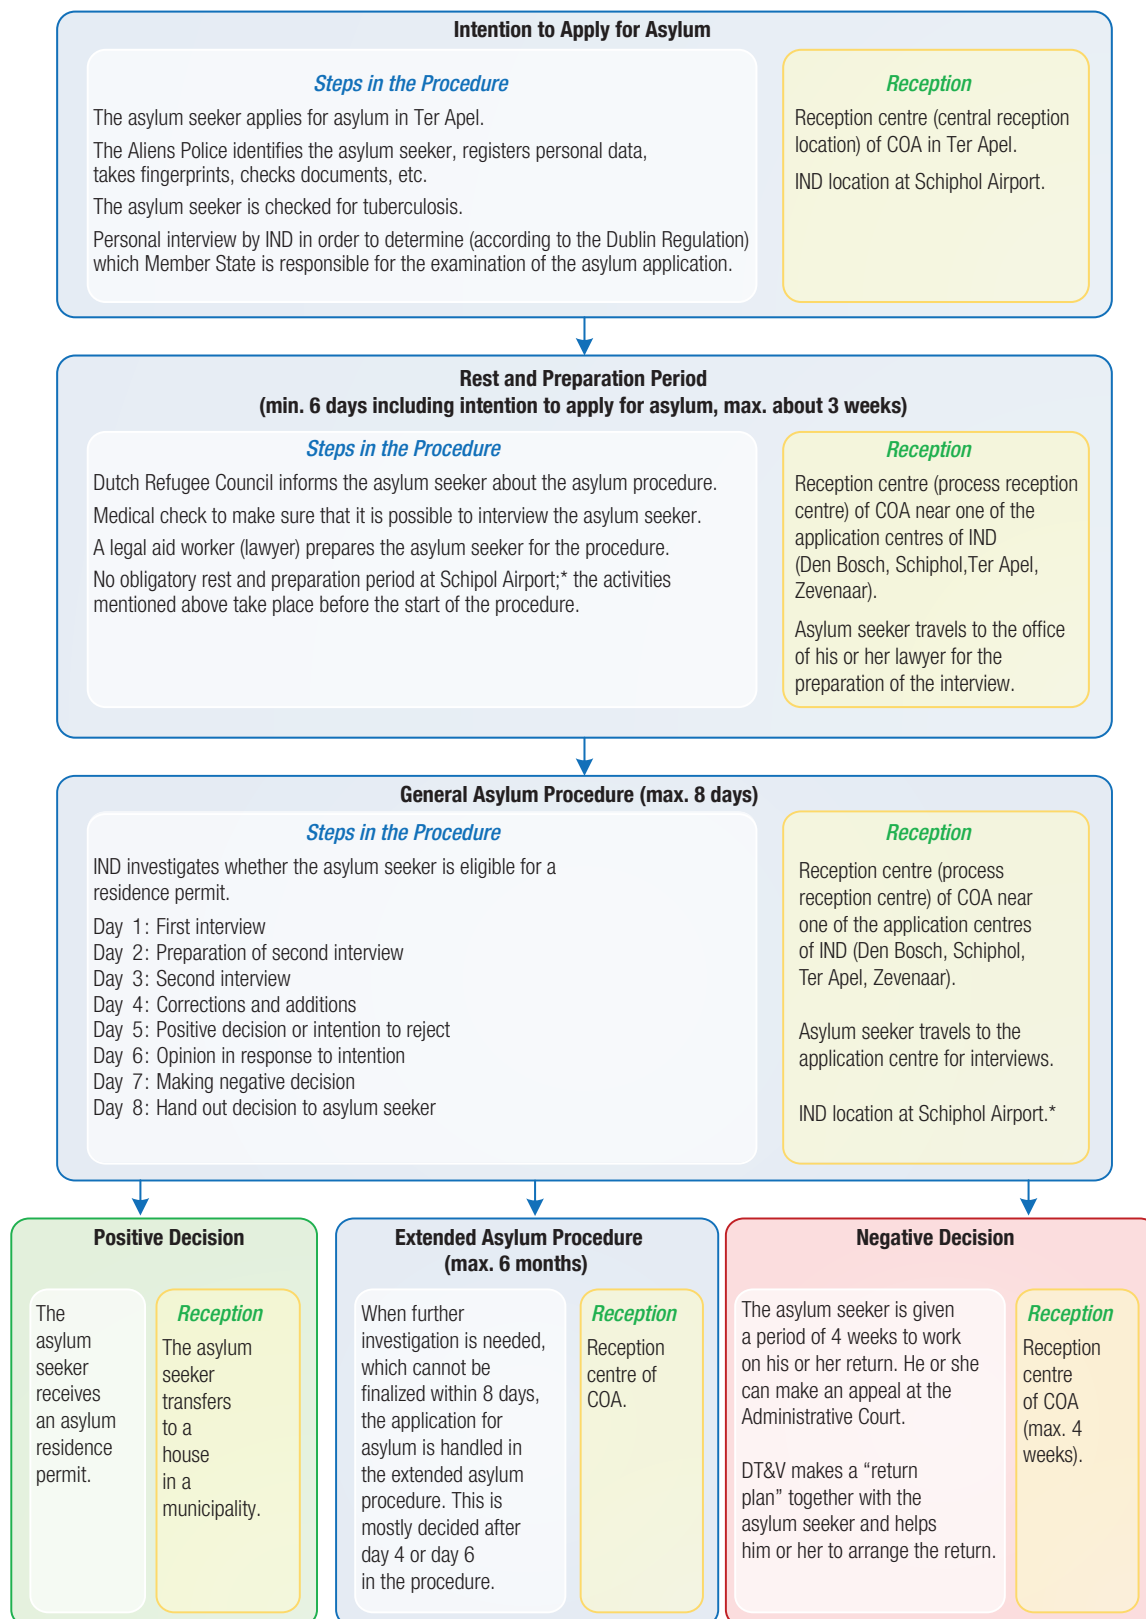 Intention to Apply for Asylum
Steps in the Procedure
The asylum seeker applies for asylum in Ter Apel.
The Aliens Police identifies the asylum seeker, registers personal data,
takes fingerprints, checks documents, etc.
The asylum seeker is checked for tuberculosis.
Personal interview by IND in order to determine (according to the Dublin Regulation)
which Member State is responsible for the examination of the asylum application.
Reception
Reception centre (central reception
location) of COA in Ter Apel.
IND location at Schiphol Airport.
Rest and Preparation Period
(min. 6 days including intention to apply for asylum, max. about 3 weeks)
Steps in the Procedure
Dutch Refugee Council informs the asylum seeker about the asylum procedure.
Medical check to make sure that it is possible to interview the asylum seeker.
A legal aid worker (lawyer) prepares the asylum seeker for the procedure.
No obligatory rest and preparation period at Schipol Airport;* the activities
mentioned above take place before the start of the procedure.
Reception
Reception centre (process reception
centre) of COA near one of the
application centres of IND
(Den Bosch, Schiphol,Ter Apel,
Zevenaar).
Asylum seeker travels to the office
of his or her lawyer for the
preparation of the interview.
General Asylum Procedure (max. 8 days)
Steps in the Procedure
IND investigates whether the asylum seeker is eligible for a
residence permit.
Day 1: First interview
Day 2: Preparation of second interview
Day 3: Second interview
Day 4: Corrections and additions
Day 5: Positive decision or intention to reject
Day 6: Opinion in response to intention
Day 7: Making negative decision
Day 8: Hand out decision to asylum seeker
Reception
Reception centre (process
reception centre) of COA near
one of the application centres
of IND (Den Bosch, Schiphol,
Ter Apel, Zevenaar).
Asylum seeker travels to the
application centre for interviews.
IND location at Schiphol Airport.*
Positive Decision
The
asylum
seeker
receives
an asylum
residence
permit.
Reception
The asylum
seeker
transfers
to a
house
in a
municipality.
Extended Asylum Procedure
(max. 6 months)
When further
investigation is needed,
which cannot be
finalized within 8 days,
the application for
asylum is handled in
the extended asylum
procedure. This is
mostly decided after
day 4 or day 6
in the procedure.
Reception
Reception
centre of
COA.
Negative Decision
The asylum seeker is given
a period of 4 weeks to work
on his or her return. He or she
can make an appeal at the
Administrative Court.
DT&V makes a “return
plan” together with the
asylum seeker and helps
him or her to arrange the return.
Reception
Reception
centre
of COA
(max. 4
weeks).